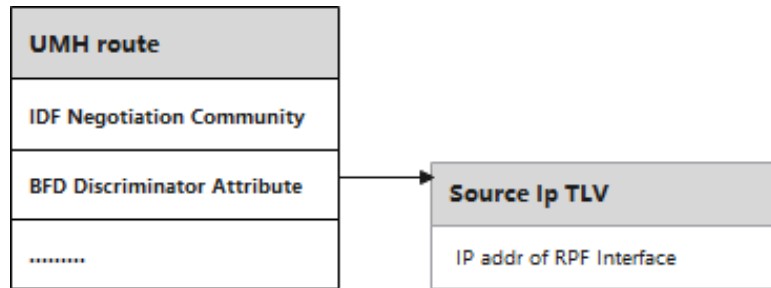 UMH route
IDF Negotiation Community
BFD Discriminator Attribute
.........
Source Ip TLV
IP addr of RPF Interface